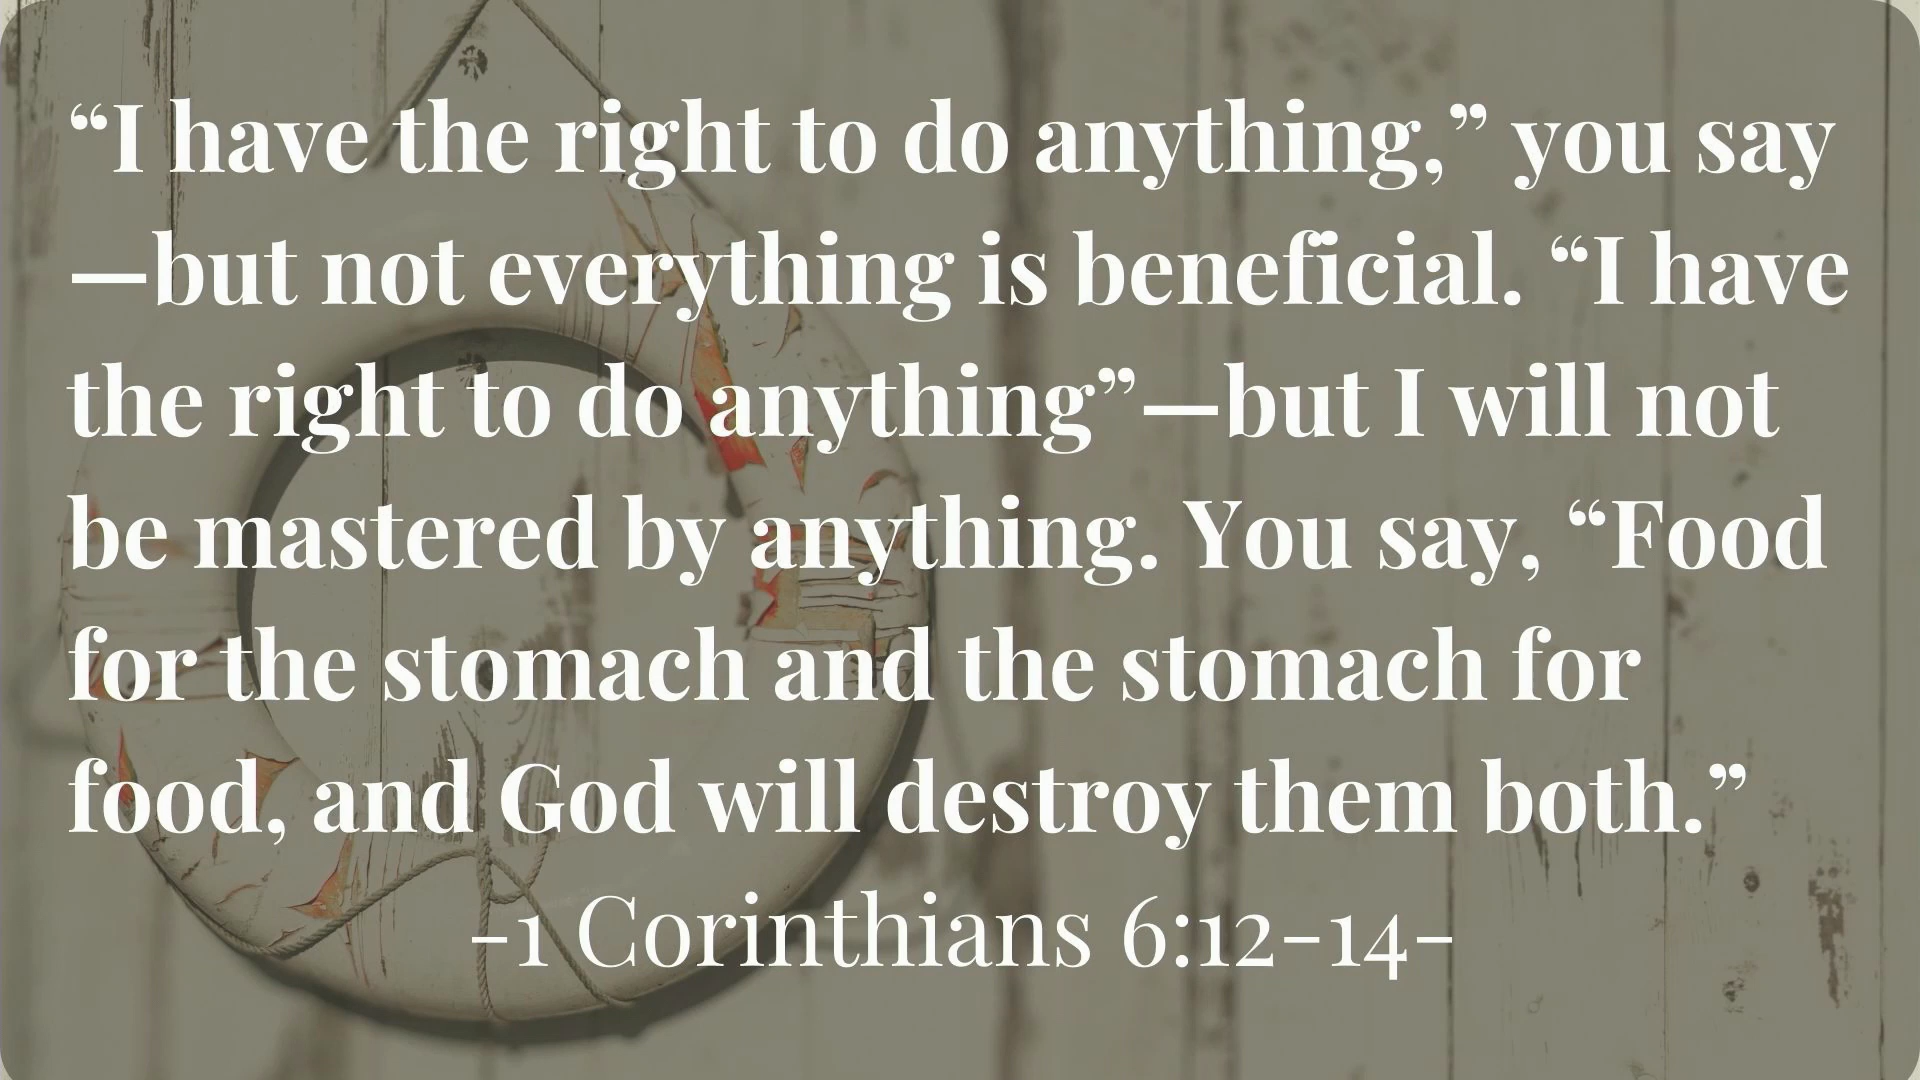 “I have the right to do anything,” you say
—but not everything is beneficial. “I have
the right to do anything”—but I will not
be mastered by anything. You say, “Food
for the stomach and the stomach for
food, and God will destroy them both.”
-1 Corinthians 6:12-14-